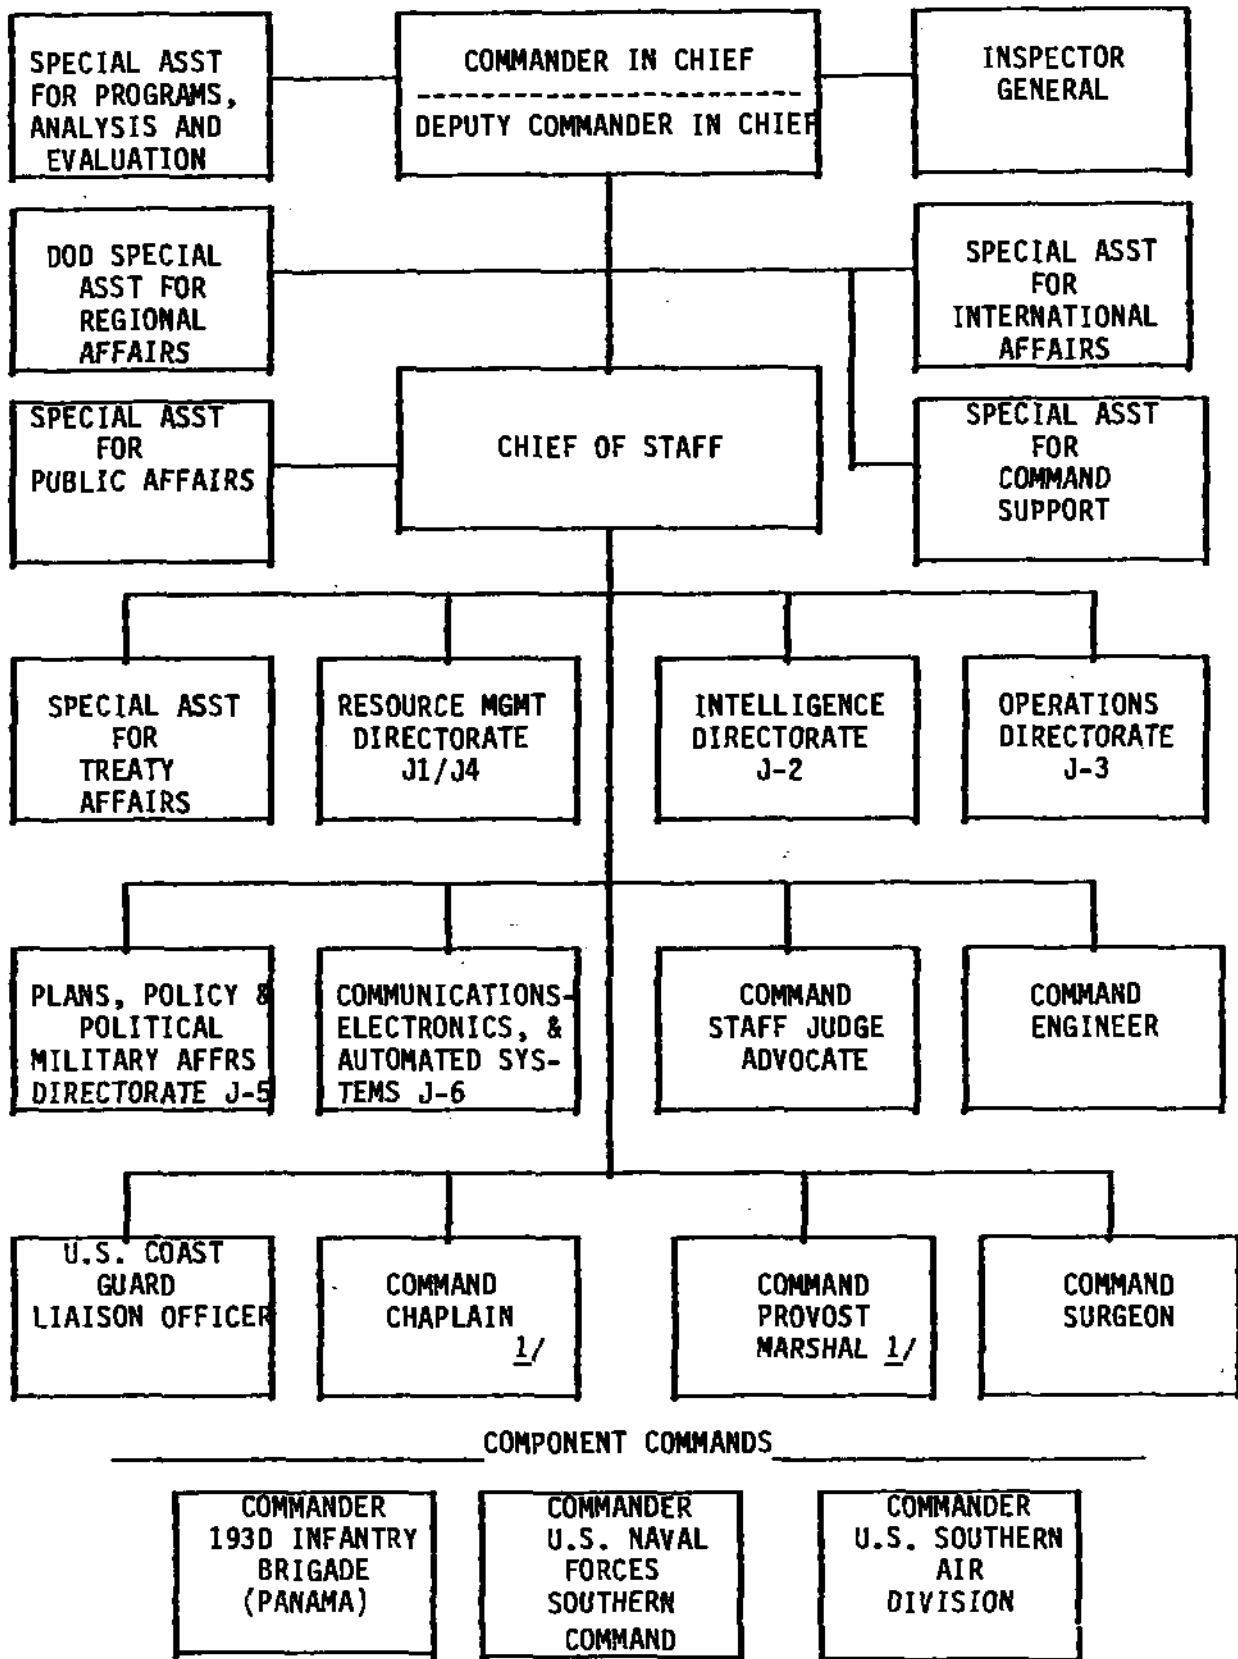 SPECIAL ASST
FOR PROGRAMS,
ANALYSIS AND
EVALUATION
COMMANDER IN CHIEF
DEPUTY COMMANDER IN CHIEF
INSPECTOR
GENERAL
DOD SPECIAL
ASST FOR
REGIONAL
AFFAIRS
SPECIAL ASST
FOR
INTERNATIONAL
AFFAIRS
SPECIAL ASST
FOR
PUBLIC AFFAIRS
CHIEF OF STAFF
SPECIAL ASST
FOR
COMMAND
SUPPORT
SPECIAL ASST
FOR
TREATY
AFFAIRS
RESOURCE MGMT
DIRECTORATE
J1/J4
INTELLIGENCE
DIRECTORATE
J-2
OPERATIONS
DIRECTORATE
J-3
PLANS, POLICY &
POLITICAL
MILITARY AFFRS
DIRECTORATE J-5
COMMUNICATIONS-
ELECTRONICS, &
AUTOMATED SYS-
TEMS J-6
COMMAND
STAFF JUDGE
ADVOCATE
COMMAND
ENGINEER
U.S. COAST
GUARD
LIAISON OFFICER
COMMAND
CHAPLAIN
1/
COMMAND
PROVOST
MARSHAL 1/
COMMAND
SURGEON
COMPONENT COMMANDS
COMMANDER
193D INFANTRY
BRIGADE
(PANAMA)
COMMANDER
U.S. NAVAL
FORCES
SOUTHERN
COMMAND
COMMANDER
U.S. SOUTHERN
AIR
DIVISION